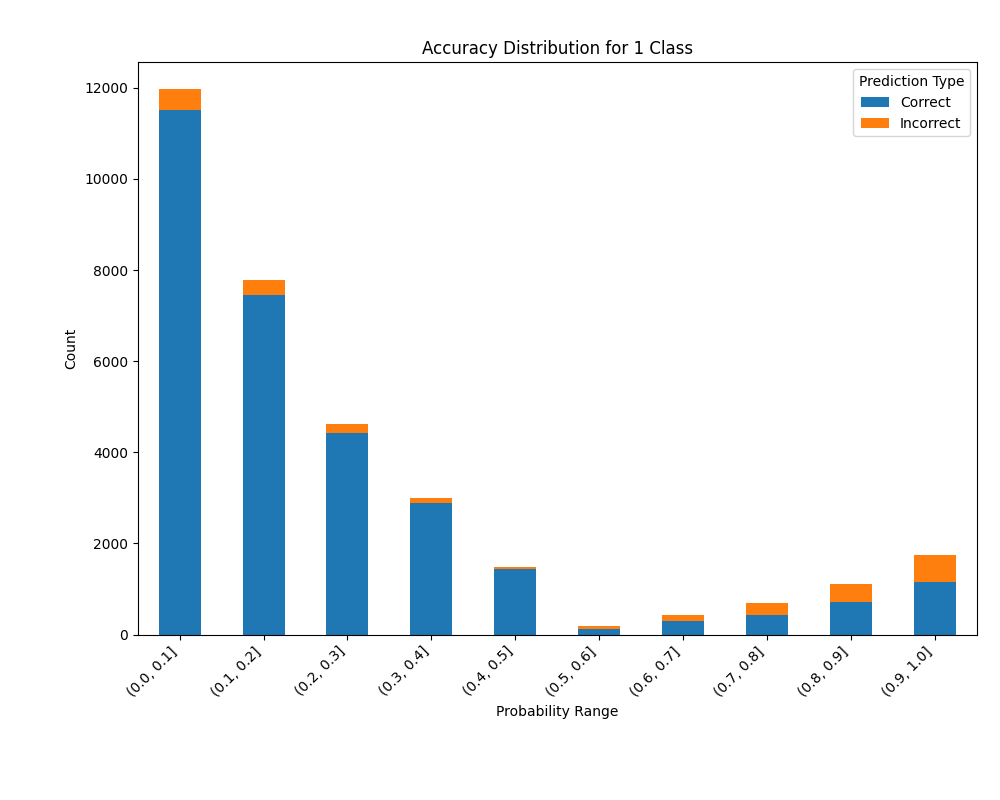 Accuracy Distribution for 1 Class
Prediction Type
Correct
Incorrect
Count
12000
10000
8000
6000
4000
2000
0
(0.0, 0.1]
(0.1, 0.2]
(0.2, 0.3]
(0.3, 0.4]
(0.4, 0.5]
(0.5, 0.6]
(0.6, 0.7]
(0.7, 0.8]
(0.8, 0.9]
(0.9, 1.0]
Probability Range